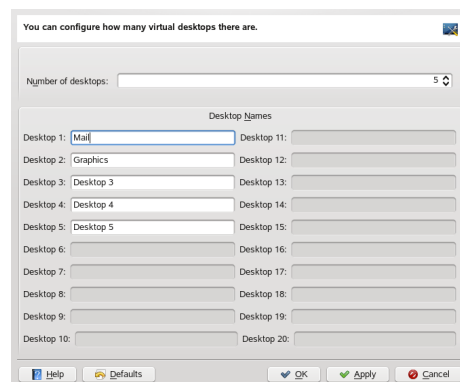 You can configure how many virtual desktops there are.
Number of desktops: 5
Desktop Names
Desktop 1: Mail Desktop 11:
Desktop 2: Graphics Desktop 12:
Desktop 3: Desktop 3 Desktop 13:
Desktop 4: Desktop 4 Desktop 14:
Desktop 5: Desktop 5 Desktop 15:
Desktop 6: Desktop 16:
Desktop 7: Desktop 17:
Desktop 8: Desktop 18:
Desktop 9: Desktop 19:
Desktop 10: Desktop 20:
Help Defaults OK Apply Cancel